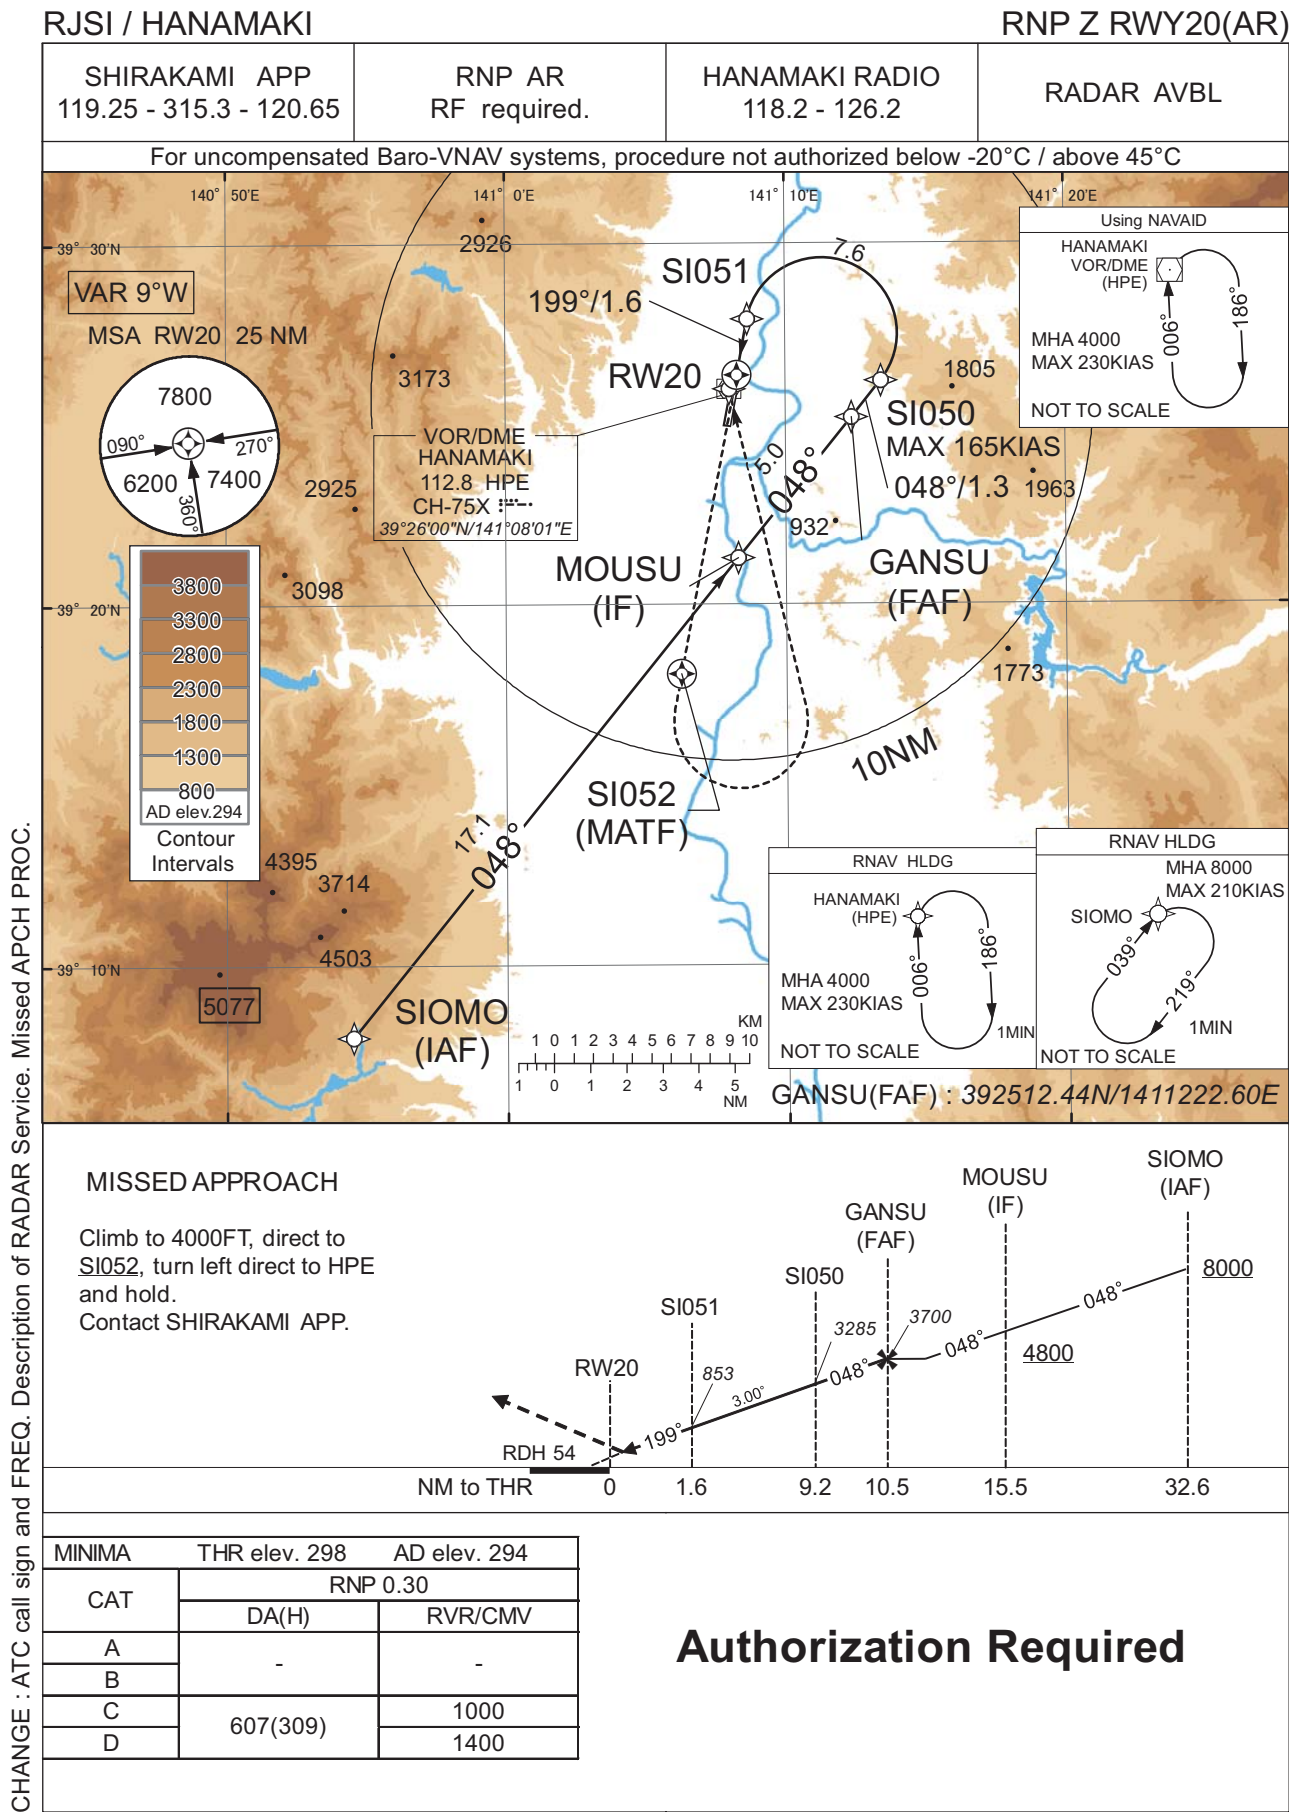 RJSI / HANAMAKI
RNP Z RWY20(AR)
SHIRAKAMI APP
119.25 - 315.3 - 120.65
RNP AR
RF required.
HANAMAKI RADIO
118.2 - 126.2
RADAR AVBL
For uncompensated Baro-VNAV systems, procedure not authorized below -20°C / above 45°C
140° 50'E
141° 0'E
141° 10'E
141° 20'E
39° 30'N
39° 20'N
39° 10'N
VAR 9°W
MSA RW20 25 NM
7800
090°
270°
6200
7400
360°
3800
3300
2800
2300
1800
1300
800
AD elev.294
Contour
Intervals
2926
3173
2925
3098
4395
3714
4503
5077
1805
1963
932
1773
SI051
199°/1.6
7.6
RW20
VOR/DME
HANAMAKI
112.8 HPE
CH-75X
39°26'00"N/141°08'01"E
SI050
MAX 165KIAS
048°/1.3
5.0
048°
MOUSU
(IF)
GANSU
(FAF)
SI052
(MATF)
10NM
17.1
048°
SIOMO
(IAF)
Using NAVAID
HANAMAKI
VOR/DME
(HPE)
006°
186°
MHA 4000
MAX 230KIAS
NOT TO SCALE
RNAV HLDG
HANAMAKI
(HPE)
006°
186°
MHA 4000
MAX 230KIAS
1MIN
NOT TO SCALE
RNAV HLDG
MHA 8000
MAX 210KIAS
SIOMO
039°
219°
1MIN
NOT TO SCALE
KM
1 0 1 2 3 4 5 6 7 8 9 10
1 0 1 2 3 4 5
NM
GANSU(FAF) : 392512.44N/1411222.60E
MISSED APPROACH
Climb to 4000FT, direct to
SI052, turn left direct to HPE
and hold.
Contact SHIRAKAMI APP.
SIOMO
(IAF)
MOUSU
(IF)
GANSU
(FAF)
SI050
SI051
RW20
8000
048°
4800
048°
3700
3285
048°
853
3.00°
199°
RDH 54
NM to THR 0 1.6 9.2 10.5 15.5 32.6
MINIMA THR elev. 298 AD elev. 294
CAT
RNP 0.30
DA(H) RVR/CMV
A
B
- -
C
D
607(309)
1000
1400
Authorization Required
CHANGE : ATC call sign and FREQ. Description of RADAR Service. Missed APCH PROC.